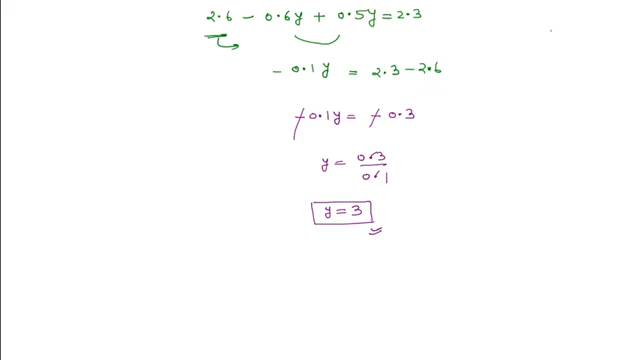 2.6 - 0.6y + 0.5y = 2.3
- 0.1y = 2.3 - 2.6
- 0.1y = - 0.3
y = 0.3/0.1
y = 3